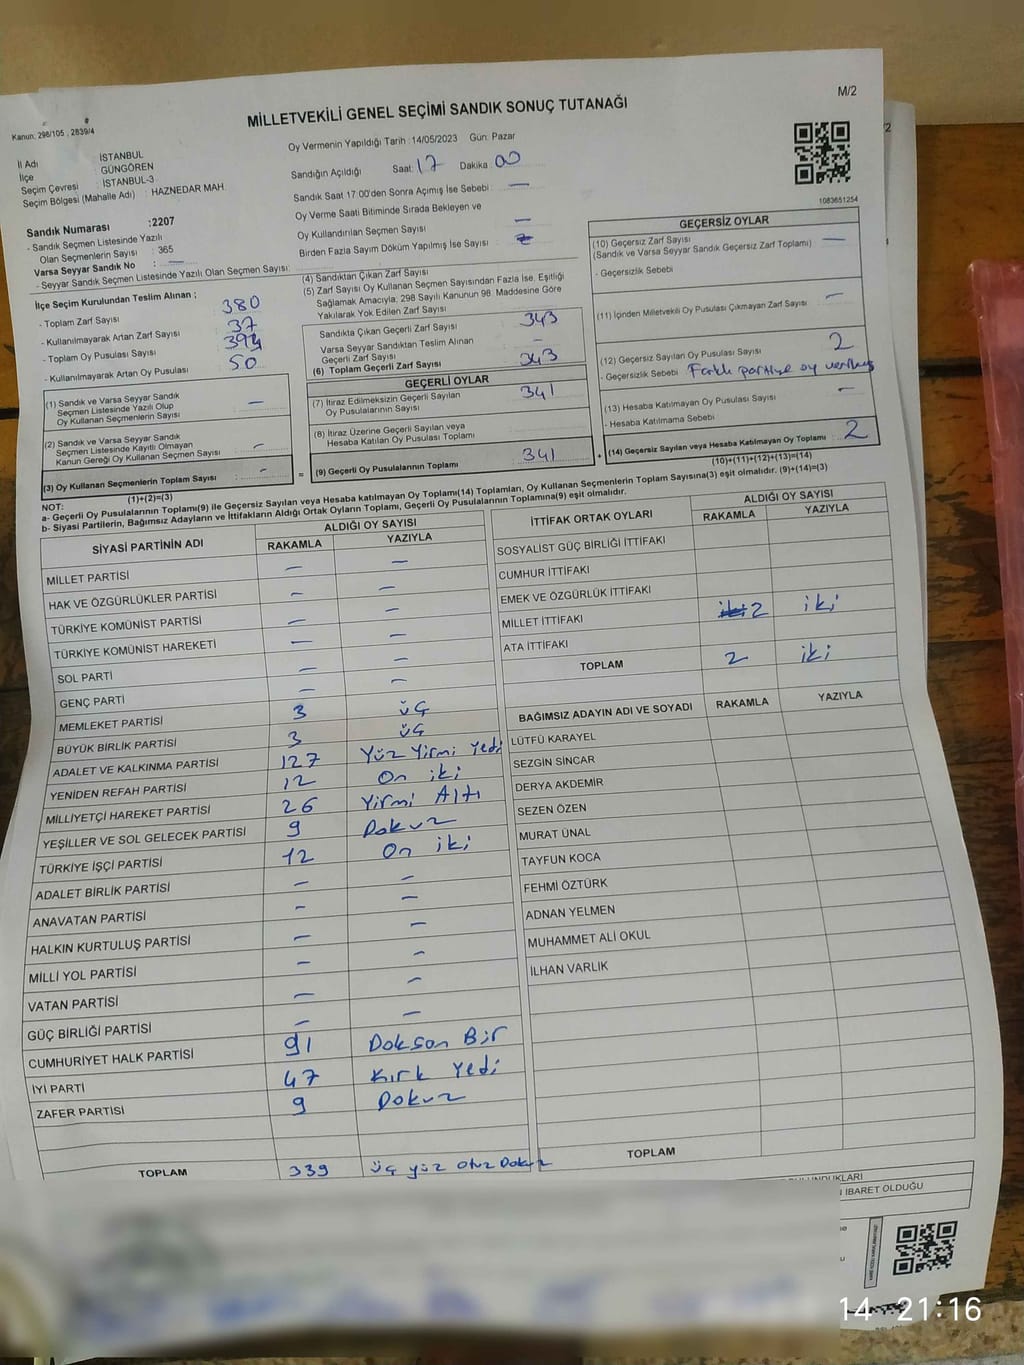 M/2
MİLLETVEKİLİ GENEL SEÇİMİ SANDIK SONUÇ TUTANAĞI
Kanun: 298/105 , 2839/4
İl Adı : İSTANBUL
İlçe : GÜNGÖREN
Seçim Çevresi : İSTANBUL-3
Seçim Bölgesi (Mahalle Adı) : HAZNEDAR MAH.
Sandık Numarası :2207
- Sandık Seçmen Listesinde Yazılı
Olan Seçmenlerin Sayısı : 365
Varsa Seyyar Sandık No : —
- Seyyar Sandık Seçmen Listesinde Yazılı Olan Seçmen Sayısı:
Oy Vermenin Yapıldığı Tarih :14/05/2023 Gün: Pazar
Sandığın Açıldığı Saat: 17 Dakika 00
Sandık Saat 17:00'den Sonra Açımış İse Sebebi : —
Oy Verme Saati Bitiminde Sırada Bekleyen ve
Oy Kullandırılan Seçmen Sayısı —
Birden Fazla Sayım Döküm Yapılmış İse Sayısı
1083651254
İlçe Seçim Kurulundan Teslim Alınan ;
- Toplam Zarf Sayısı : 380
- Kullanılmayarak Artan Zarf Sayısı : 37
- Toplam Oy Pusulası Sayısı : 394
- Kullanılmayarak Artan Oy Pusulası : 50
(1) Sandık ve Varsa Seyyar Sandık
Seçmen Listesinde Yazılı Olup
Oy Kullanan Seçmenlerin Sayısı : —
(2) Sandık ve Varsa Seyyar Sandık
Seçmen Listesinde Kayıtlı Olmayan
Kanun Gereği Oy Kullanan Seçmen Sayısı : —
(3) Oy Kullanan Seçmenlerin Toplam Sayısı : -
(1)+(2)=(3)
(4) Sandıktan Çıkan Zarf Sayısı
(5) Zarf Sayısı Oy Kullanan Seçmen Sayısından Fazla İse, Eşitliği
Sağlamak Amacıyla, 298 Sayılı Kanunun 98. Maddesine Göre
Yakılarak Yok Edilen Zarf Sayısı
Sandıkta Çıkan Geçerli Zarf Sayısı : 343
Varsa Seyyar Sandıktan Teslim Alınan
Geçerli Zarf Sayısı : -
(6) Toplam Geçerli Zarf Sayısı : 343
GEÇERLİ OYLAR
(7) İtiraz Edilmeksizin Geçerli Sayılan
Oy Pusulalarının Sayısı : 341
(8) İtiraz Üzerine Geçerli Sayılan veya
Hesaba Katılan Oy Pusulası Toplamı
= (9) Geçerli Oy Pusulalarının Toplamı : 341 +
GEÇERSİZ OYLAR
(10) Geçersiz Zarf Sayısı —
(Sandık ve Varsa Seyyar Sandık Geçersiz Zarf Toplamı)
- Geçersizlik Sebebi
(11) İçinden Milletvekili Oy Pusulası Çıkmayan Zarf Sayısı —
(12) Geçersiz Sayılan Oy Pusulası Sayısı 2
- Geçersizlik Sebebi Farklı partiye oy verilmiş
(13) Hesaba Katılmayan Oy Pusulası Sayısı —
- Hesaba Katılmama Sebebi
(14) Geçersiz Sayılan veya Hesaba Katılmayan Oy Toplamı 2
(10)+(11)+(12)+(13)=(14)
NOT:
a- Geçerli Oy Pusulalarının Toplamı(9) ile Geçersiz Sayılan veya Hesaba katılmayan Oy Toplamı(14) Toplamları, Oy Kullanan Seçmenlerin Toplam Sayısına(3) eşit olmalıdır. (9)+(14)=(3)
b- Siyasi Partilerin, Bağımsız Adayların ve İttifakların Aldığı Ortak Oyların Toplamı, Geçerli Oy Pusulalarının Toplamına(9) eşit olmalıdır.
SİYASİ PARTİNİN ADI ALDIĞI OY SAYISI
RAKAMLA YAZIYLA
MİLLET PARTİSİ — —
HAK VE ÖZGÜRLÜKLER PARTİSİ — —
TÜRKİYE KOMÜNİST PARTİSİ — —
TÜRKİYE KOMÜNİST HAREKETİ — —
SOL PARTİ — —
GENÇ PARTİ — —
MEMLEKET PARTİSİ 3 üç
BÜYÜK BİRLİK PARTİSİ 3 üç
ADALET VE KALKINMA PARTİSİ 127 Yüz Yirmi Yedi
YENİDEN REFAH PARTİSİ 12 On iki
MİLLİYETÇİ HAREKET PARTİSİ 26 Yirmi Altı
YEŞİLLER VE SOL GELECEK PARTİSİ 9 Dokuz
TÜRKİYE İŞÇİ PARTİSİ 12 On iki
ADALET BİRLİK PARTİSİ — —
ANAVATAN PARTİSİ — —
HALKIN KURTULUŞ PARTİSİ — —
MİLLİ YOL PARTİSİ — —
VATAN PARTİSİ — —
GÜÇ BİRLİĞİ PARTİSİ — —
CUMHURİYET HALK PARTİSİ 91 Doksan Bir
İYİ PARTİ 47 Kırk Yedi
ZAFER PARTİSİ 9 Dokuz
TOPLAM 339 üç yüz otuz Dokuz
İTTİFAK ORTAK OYLARI ALDIĞI OY SAYISI
RAKAMLA YAZIYLA
SOSYALİST GÜÇ BİRLİĞİ İTTİFAKI
CUMHUR İTTİFAKI
EMEK VE ÖZGÜRLÜK İTTİFAKI
MİLLET İTTİFAKI 2 iki
ATA İTTİFAKI
TOPLAM 2 iki
BAĞIMSIZ ADAYIN ADI VE SOYADI RAKAMLA YAZIYLA
LÜTFÜ KARAYEL
SEZGİN SİNCAR
DERYA AKDEMİR
SEZEN ÖZEN
MURAT ÜNAL
TAYFUN KOCA
FEHMİ ÖZTÜRK
ADNAN YELMEN
MUHAMMET ALİ OKUL
İLHAN VARLIK
TOPLAM
İBARET OLDUĞU
14 21:16